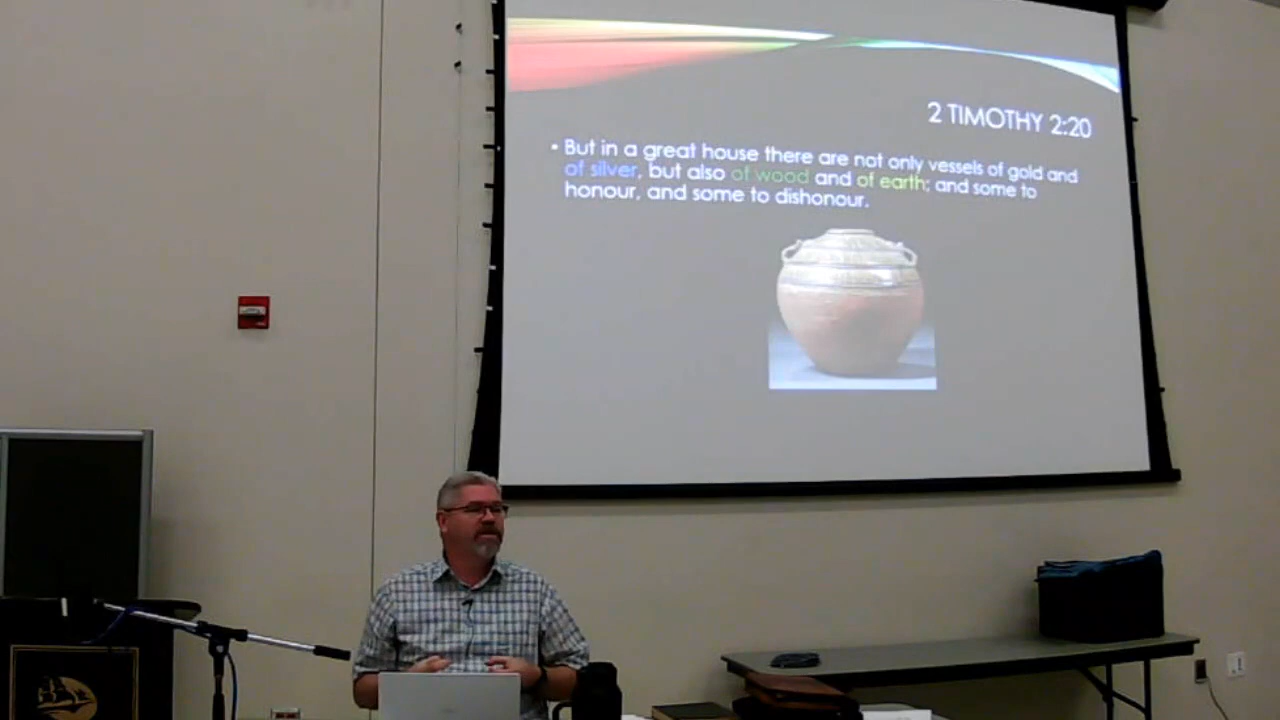 2 TIMOTHY 2:20
• But in a great house there are not only vessels of gold and
of silver, but also of wood and of earth; and some to
honour, and some to dishonour.